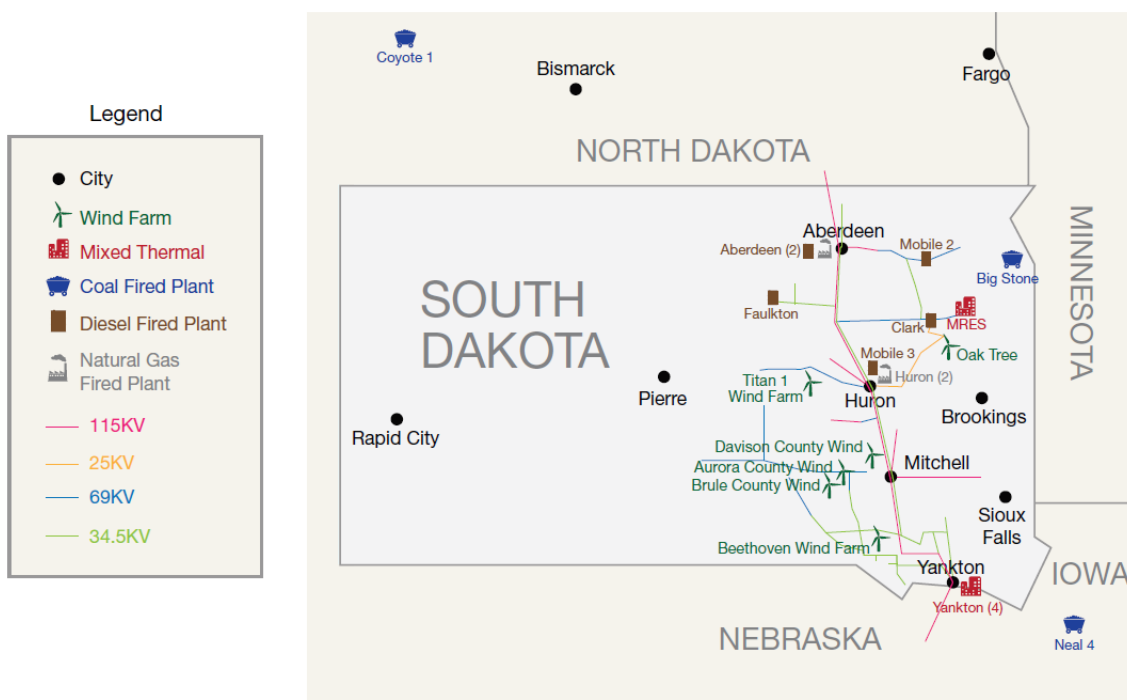 Legend
City
Wind Farm
Mixed Thermal
Coal Fired Plant
Diesel Fired Plant
Natural Gas
Fired Plant
115KV
25KV
69KV
34.5KV
Coyote 1
Bismarck
Fargo
NORTH DAKOTA
MINNESOTA
Aberdeen
Aberdeen (2)
Mobile 2
Big Stone
SOUTH
DAKOTA
Faulkton
Clark
MRES
Oak Tree
Mobile 3
Huron (2)
Titan 1
Wind Farm
Huron
Pierre
Brookings
Rapid City
Davison County Wind
Aurora County Wind
Brule County Wind
Mitchell
Sioux
Falls
Beethoven Wind Farm
Yankton
Yankton (4)
IOWA
NEBRASKA
Neal 4